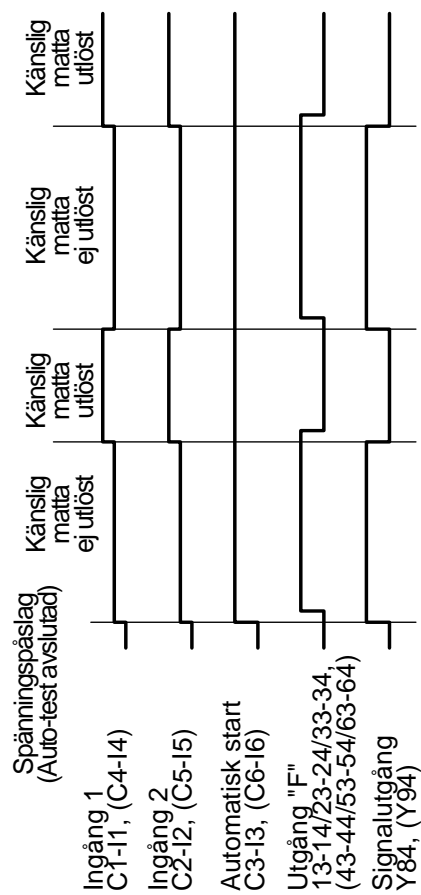 Spänningspåslag
(Auto-test avslutad)
Känslig
matta
ej utlöst
Känslig
matta
utlöst
Känslig
matta
ej utlöst
Känslig
matta
utlöst
Ingång 1
C1-I1, (C4-I4)
Ingång 2
C2-I2, (C5-I5)
Automatisk start
C3-I3, (C6-I6)
Utgång "F"
13-14/23-24/33-34,
(43-44/53-54/63-64)
Signalutgång
Y84, (Y94)